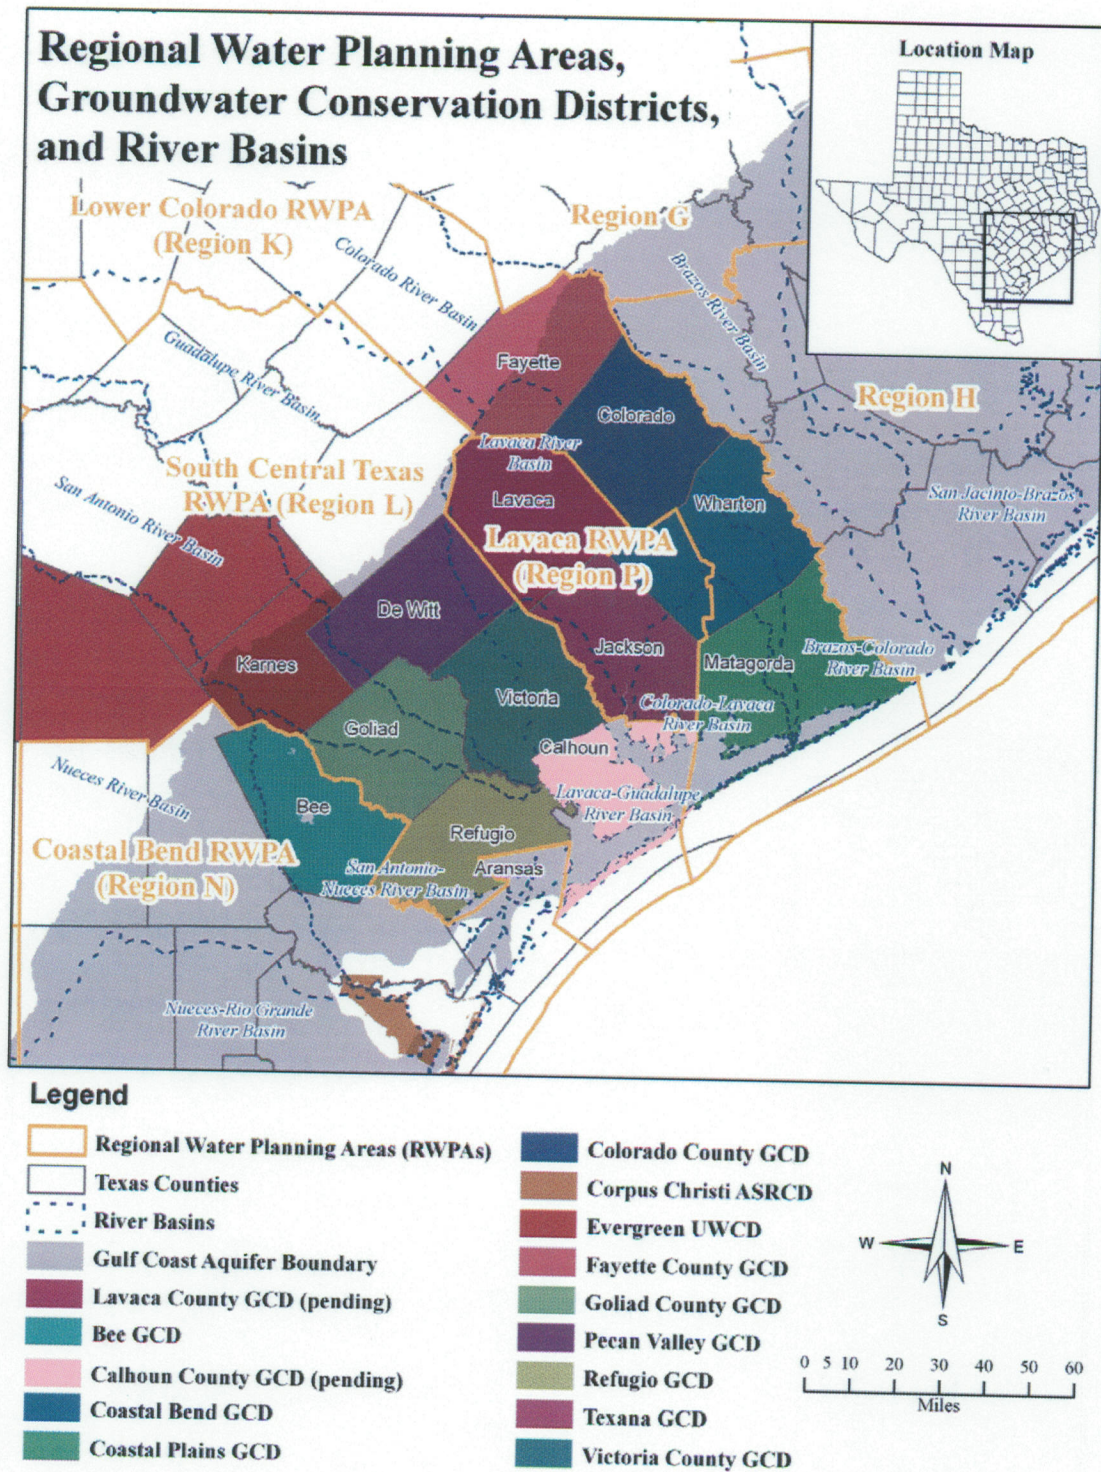 Regional Water Planning Areas,
Groundwater Conservation Districts,
and River Basins
Location Map
Lower Colorado RWPA
(Region K)
Region G
Colorado River Basin
Brazos River Basin
Guadalupe River Basin
Fayette
Region H
Colorado
Lavaca River
Basin
South Central Texas
RWPA (Region L)
San Antonio River Basin
Lavaca
Wharton
San Jacinto-Brazos
River Basin
Lavaca RWPA
(Region P)
De Witt
Karnes
Jackson
Matagorda
Brazos-Colorado
River Basin
Victoria
Goliad
Colorado-Lavaca
River Basin
Calhoun
Nueces River Basin
Bee
Lavaca-Guadalupe
River Basin
Refugio
Coastal Bend RWPA
(Region N)
San Antonio-
Nueces River Basin
Aransas
Nueces-Rio Grande
River Basin
Legend
Regional Water Planning Areas (RWPAs)
Texas Counties
River Basins
Gulf Coast Aquifer Boundary
Lavaca County GCD (pending)
Bee GCD
Calhoun County GCD (pending)
Coastal Bend GCD
Coastal Plains GCD
Colorado County GCD
Corpus Christi ASRCD
Evergreen UWCD
Fayette County GCD
Goliad County GCD
Pecan Valley GCD
Refugio GCD
Texana GCD
Victoria County GCD
N
W E
S
0 5 10 20 30 40 50 60
Miles